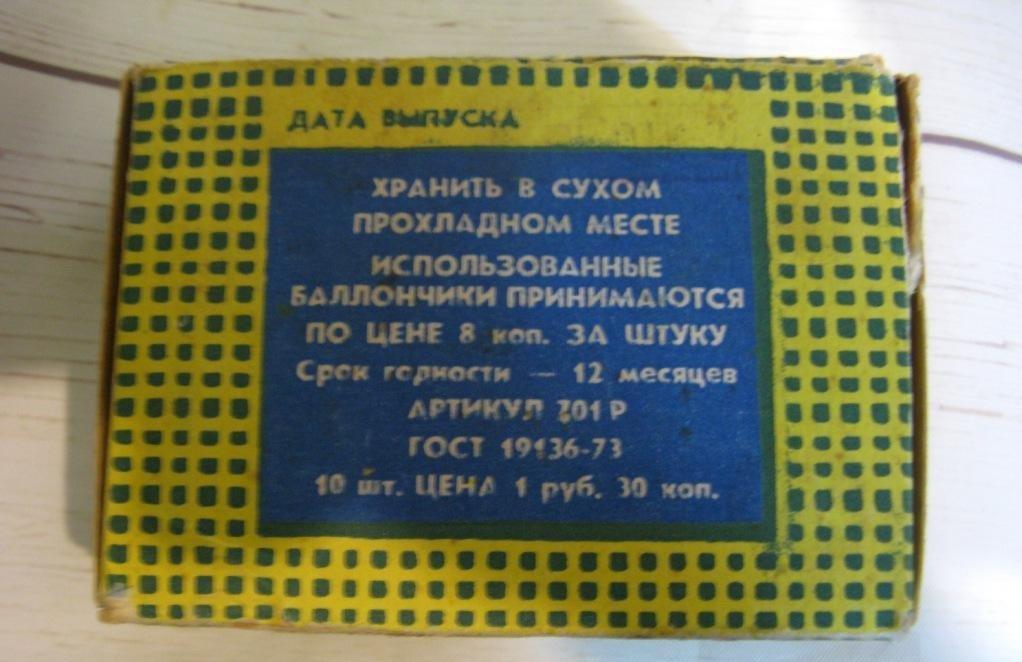 ДАТА ВЫПУСКА
ХРАНИТЬ В СУХОМ
ПРОХЛАДНОМ МЕСТЕ
ИСПОЛЬЗОВАННЫЕ
БАЛЛОНЧИКИ ПРИНИМАЮТСЯ
ПО ЦЕНЕ 8 коп. ЗА ШТУКУ
Срок годности — 12 месяцев
АРТИКУЛ
ГОСТ 19136-73
10 шт. ЦЕНА 1 руб. 30 коп.